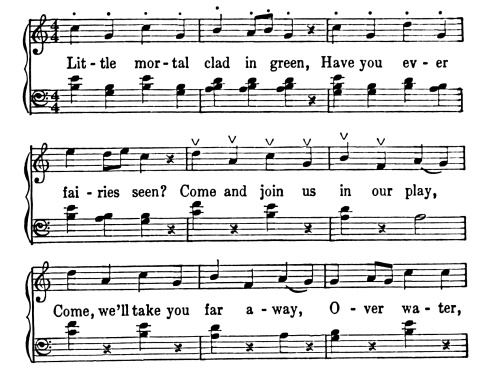 Lit-tle mor-tal clad in green, Have you ev-er
fai-ries seen? Come and join us in our play,
Come, we'll take you far a-way, O-ver wa-ter,